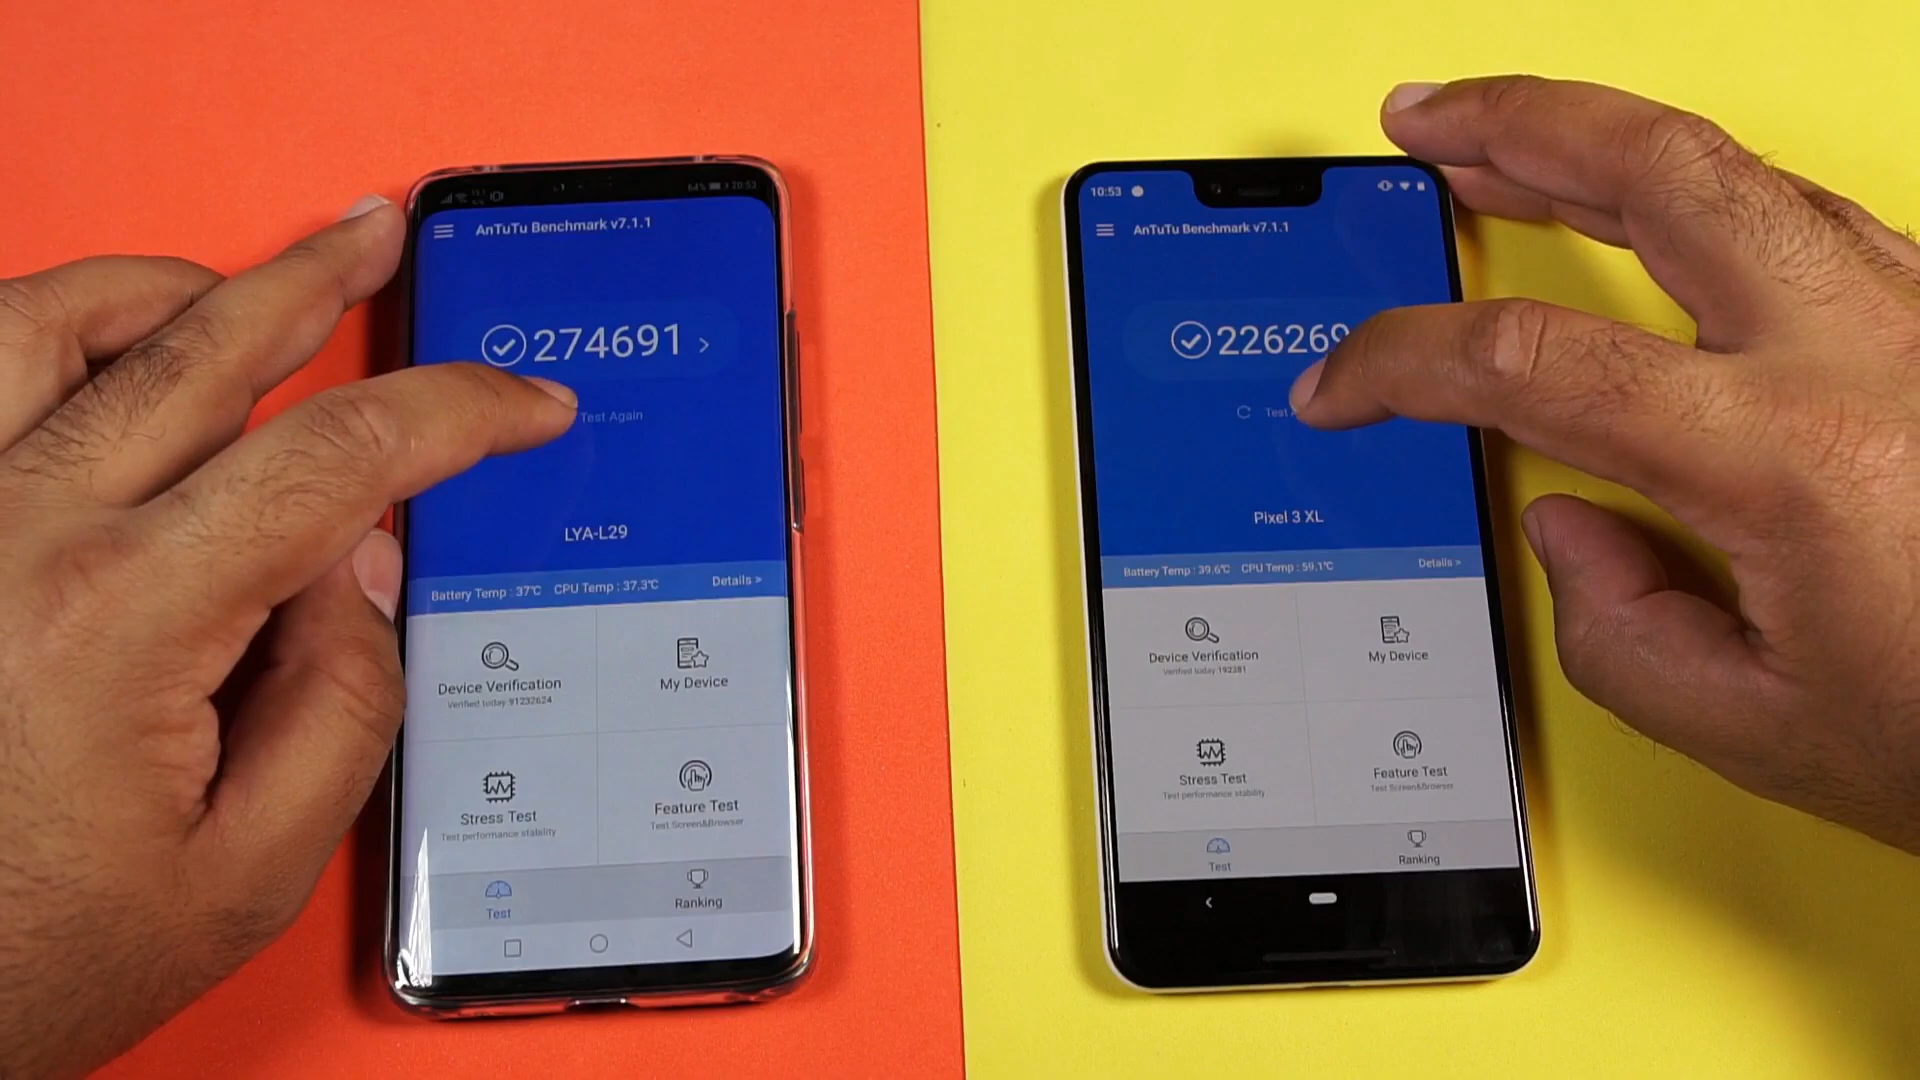 64% 20:53
AnTuTu Benchmark v7.1.1
274691
Test Again
LYA-L29
Battery Temp : 37℃ CPU Temp : 37.3℃ Details >
Device Verification
Verified today 91232624
My Device
Stress Test
Test performance stability
Feature Test
Test Screen&Browser
Test
Ranking
10:53
AnTuTu Benchmark v7.1.1
226269
Test
Pixel 3 XL
Battery Temp : 39.6℃ CPU Temp : 59.1℃ Details >
Device Verification
Verified today 192381
My Device
Stress Test
Test performance stability
Feature Test
Test Screen&Browser
Test
Ranking